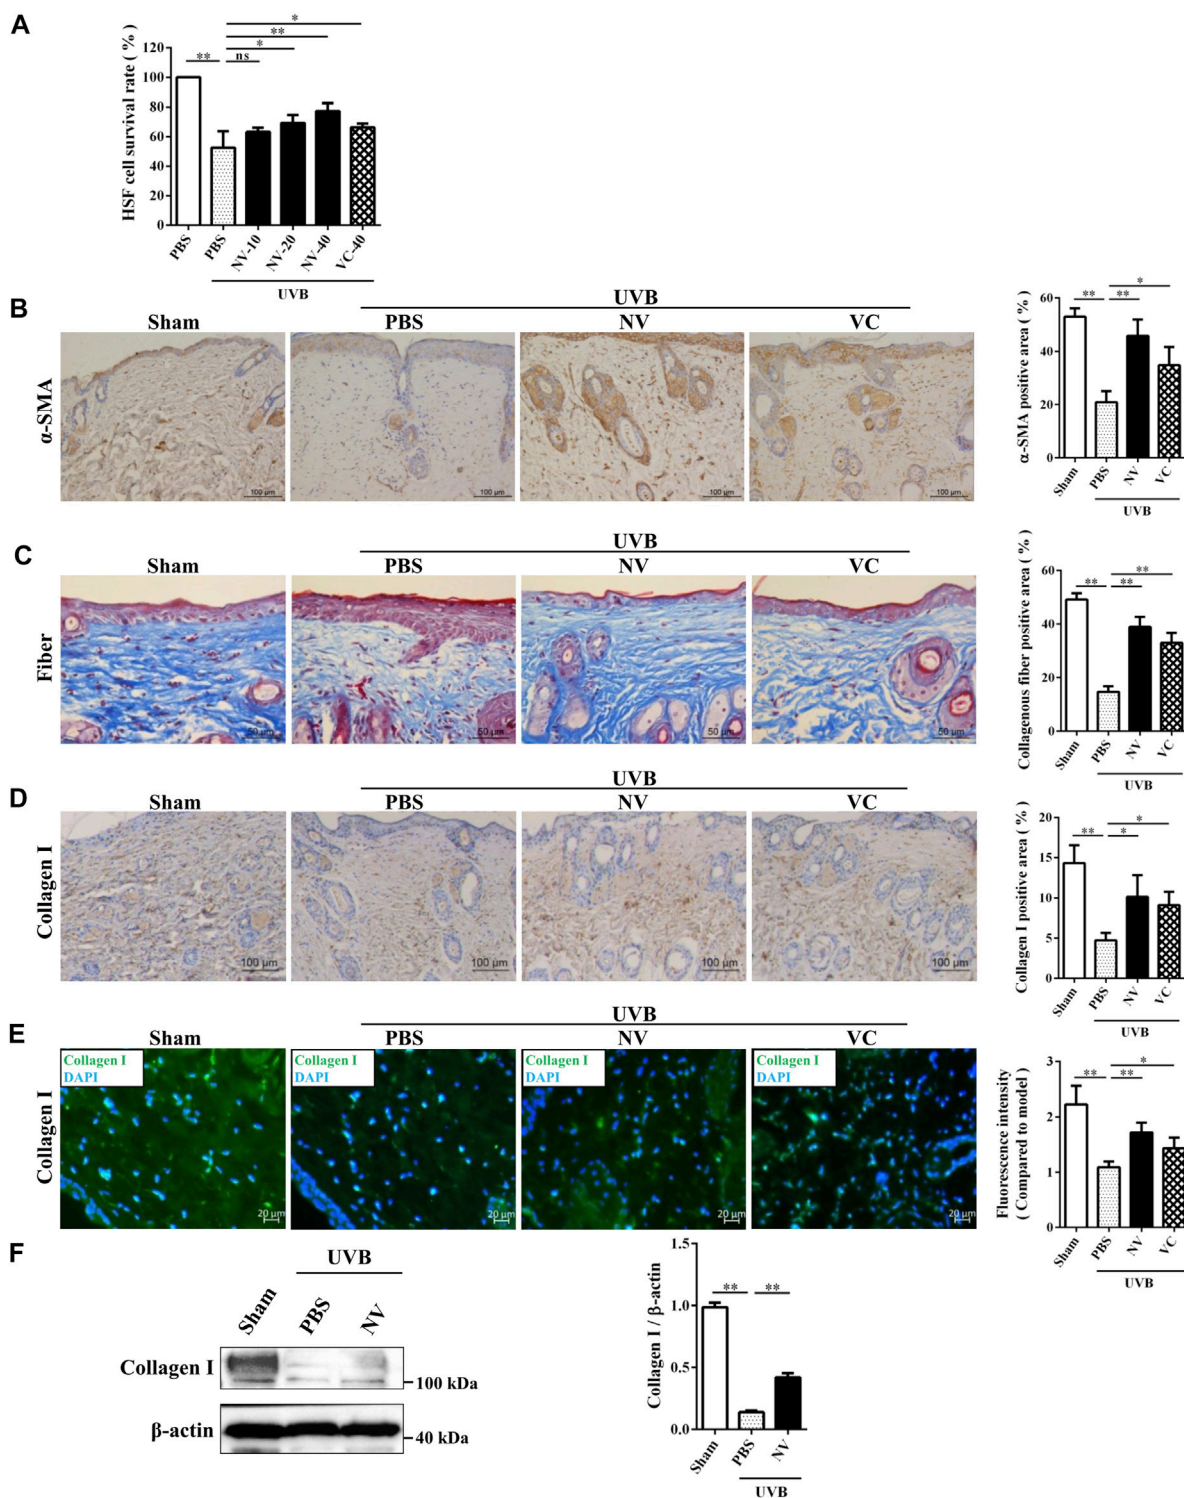 A
HSF cell survival rate ( % )
120
100
80
60
40
20
0
**
ns
*
**
*
PBS
PBS
NV-10
NV-20
NV-40
VC-40
UVB
B
UVB
Sham PBS NV VC
α-SMA
100 μm
100 μm
100 μm
100 μm
α-SMA positive area ( % )
60
40
20
0
** **
*
Sham
PBS
NV
VC
UVB
C
UVB
Sham PBS NV VC
Fiber
50 μm
50 μm
50 μm
50 μm
Collagenous fiber positive area ( % )
60
40
20
0
** **
**
Sham
PBS
NV
VC
UVB
D
UVB
Sham PBS NV VC
Collagen I
100 μm
100 μm
100 μm
100 μm
Collagen I positive area ( % )
20
15
10
5
0
** *
*
Sham
PBS
NV
VC
UVB
E
UVB
Sham PBS NV VC
Collagen I
Collagen I
DAPI
20 μm
Collagen I
DAPI
20 μm
Collagen I
DAPI
20 μm
Collagen I
DAPI
20 μm
Fluorescence intensity
( Compared to model )
3
2
1
0
** **
*
Sham
PBS
NV
VC
UVB
F
UVB
Sham
PBS
NV
Collagen I
100 kDa
β-actin
40 kDa
Collagen I / β-actin
1.5
1.0
0.5
0.0
** **
Sham
PBS
NV
UVB